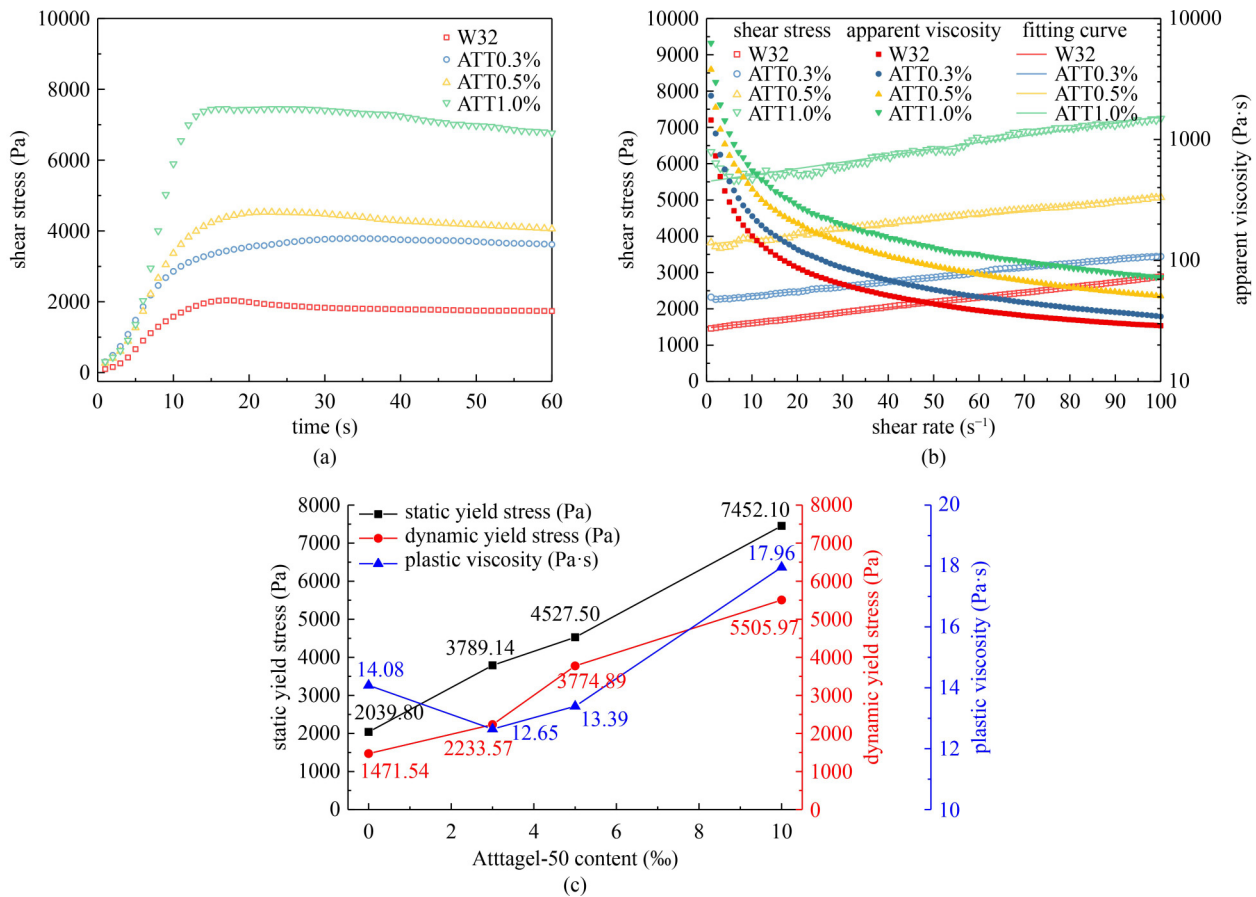 8000
6000
4000
2000
0
shear stress (Pa)
W32
ATT0.3%
ATT0.5%
ATT1.0%
0 10 20 30 40 50 60
time (s)
(a)
10000
9000
8000
7000
6000
5000
4000
3000
2000
1000
0
shear stress (Pa)
shear stress apparent viscosity fitting curve
W32 W32 W32
ATT0.3% ATT0.3% ATT0.3%
ATT0.5% ATT0.5% ATT0.5%
ATT1.0% ATT1.0% ATT1.0%
10000
1000
100
10
apparent viscosity (Pa·s)
0 10 20 30 40 50 60 70 80 90 100
shear rate (s⁻¹)
(b)
8000
7000
6000
5000
4000
3000
2000
1000
0
static yield stress (Pa)
static yield stress (Pa)
dynamic yield stress (Pa)
plastic viscosity (Pa·s)
7452.10
17.96
4527.50
5505.97
3789.14
14.08
3774.89
2039.80
13.39
12.65
2233.57
1471.54
8000
7000
6000
5000
4000
3000
2000
1000
0
dynamic yield stress (Pa)
20
18
16
14
12
10
plastic viscosity (Pa·s)
0 2 4 6 8 10
Atttagel-50 content (‰)
(c)